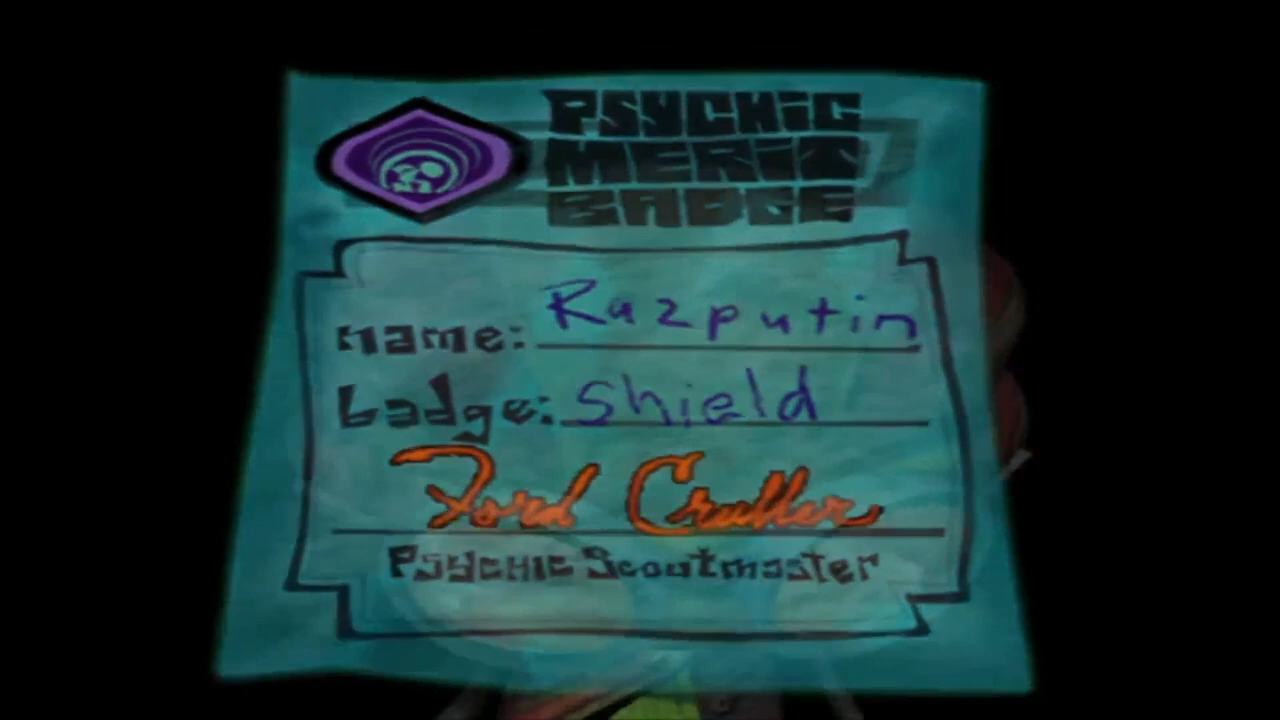 PSYCHIC
MERIT
BADGE
name: Razputin
badge: Shield
Ford Cruller
Psychic Scoutmaster